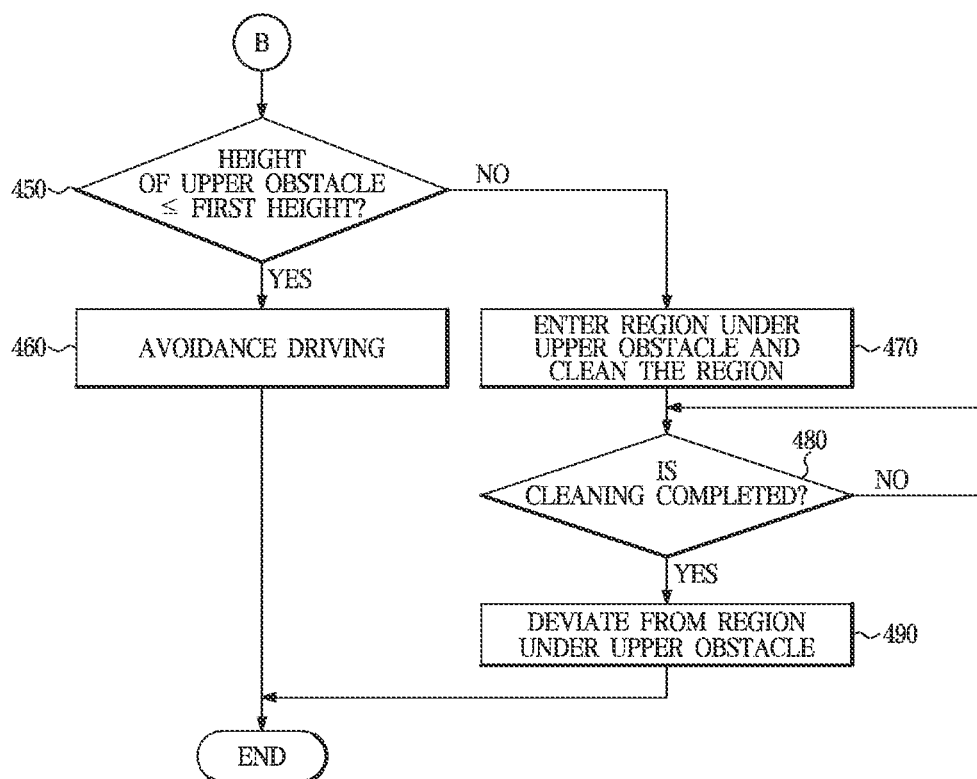 B
HEIGHT
OF UPPER OBSTACLE
≤ FIRST HEIGHT?
450
NO
YES
AVOIDANCE DRIVING
460
ENTER REGION UNDER
UPPER OBSTACLE AND
CLEAN THE REGION
470
480
IS
CLEANING COMPLETED?
NO
YES
DEVIATE FROM REGION
UNDER UPPER OBSTACLE
490
END